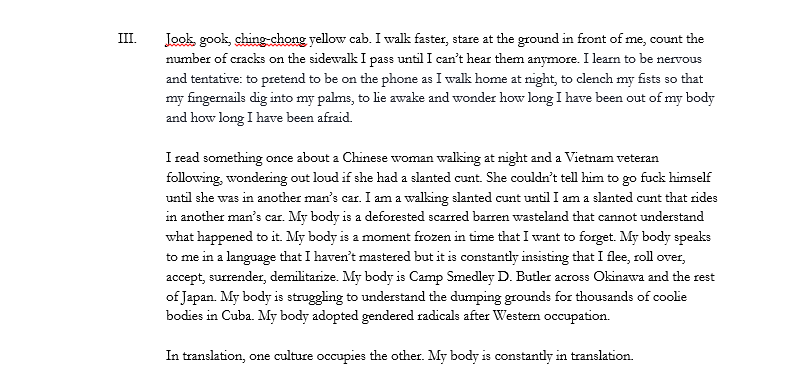 III. Jook, gook, ching-chong yellow cab. I walk faster, stare at the ground in front of me, count the
number of cracks on the sidewalk I pass until I can't hear them anymore. I learn to be nervous
and tentative: to pretend to be on the phone as I walk home at night, to clench my fists so that
my fingernails dig into my palms, to lie awake and wonder how long I have been out of my body
and how long I have been afraid.
I read something once about a Chinese woman walking at night and a Vietnam veteran
following, wondering out loud if she had a slanted cunt. She couldn't tell him to go fuck himself
until she was in another man's car. I am a walking slanted cunt until I am a slanted cunt that rides
in another man's car. My body is a deforested scarred barren wasteland that cannot understand
what happened to it. My body is a moment frozen in time that I want to forget. My body speaks
to me in a language that I haven't mastered but it is constantly insisting that I flee, roll over,
accept, surrender, demilitarize. My body is Camp Smedley D. Butler across Okinawa and the rest
of Japan. My body is struggling to understand the dumping grounds for thousands of coolie
bodies in Cuba. My body adopted gendered radicals after Western occupation.
In translation, one culture occupies the other. My body is constantly in translation.